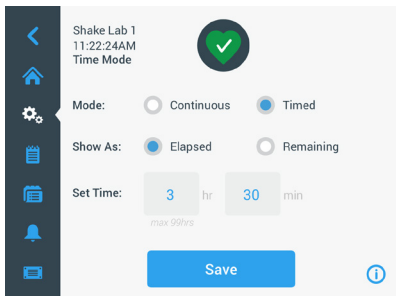 Shake Lab 1
11:22:24AM
Time Mode
Mode: Continuous Timed
Show As: Elapsed Remaining
Set Time: 3 hr 30 min
max 99hrs
Save